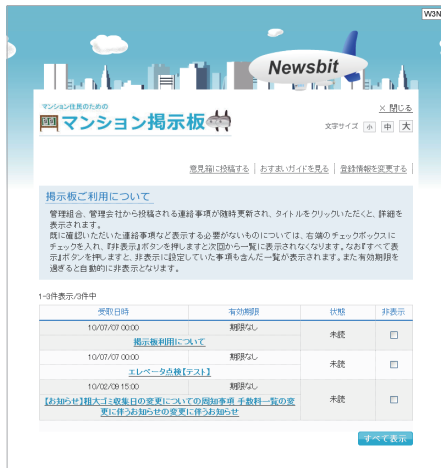 W3N
Newsbit
マンション住民のための
マンション掲示板
× 閉じる
文字サイズ 小 中 大
意見箱に投稿する おすまいガイドを見る 登録情報を変更する
掲示板ご利用について
管理組合、管理会社から投稿される連絡事項が随時更新され、タイトルをクリックいただくと、詳細を
表示されます。
既に確認いただいた連絡事項など表示する必要がないものについては、右端のチェックボックスに
チェックを入れ、『非表示』ボタンを押しますと次回から一覧に表示されなくなります。なお『すべて表
示』ボタンを押しますと、非表示に設定していた事項も含んだ一覧が表示されます。また有効期限を
過ぎると自動的に非表示となります。
1-3件表示/3件中
受取日時 有効期限 状態 非表示
10/07/07 00:00 期限なし
掲示板利用について
未読
10/07/07 00:00 期限なし
エレベータ点検【テスト】
未読
10/02/09 15:00 期限なし
【お知らせ】粗大ゴミ収集日の変更についての周知事項 手数料一覧の変
更に伴うお知らせの変更に伴うお知らせ
未読
すべて表示